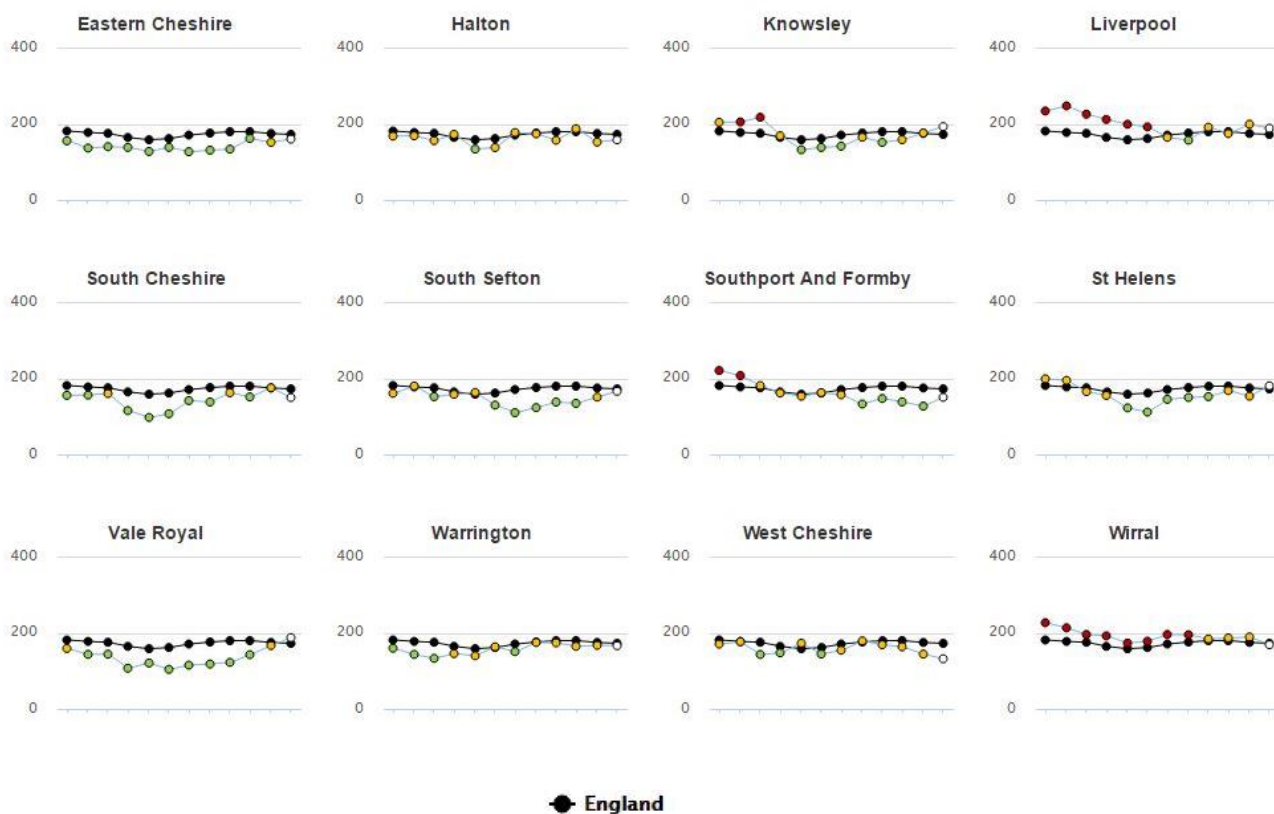 Eastern Cheshire
Halton
Knowsley
Liverpool
400
400
400
400
200
200
200
200
0
0
0
0
South Cheshire
South Sefton
Southport And Formby
St Helens
400
400
400
400
200
200
200
200
0
0
0
0
Vale Royal
Warrington
West Cheshire
Wirral
400
400
400
400
200
200
200
200
0
0
0
0
England